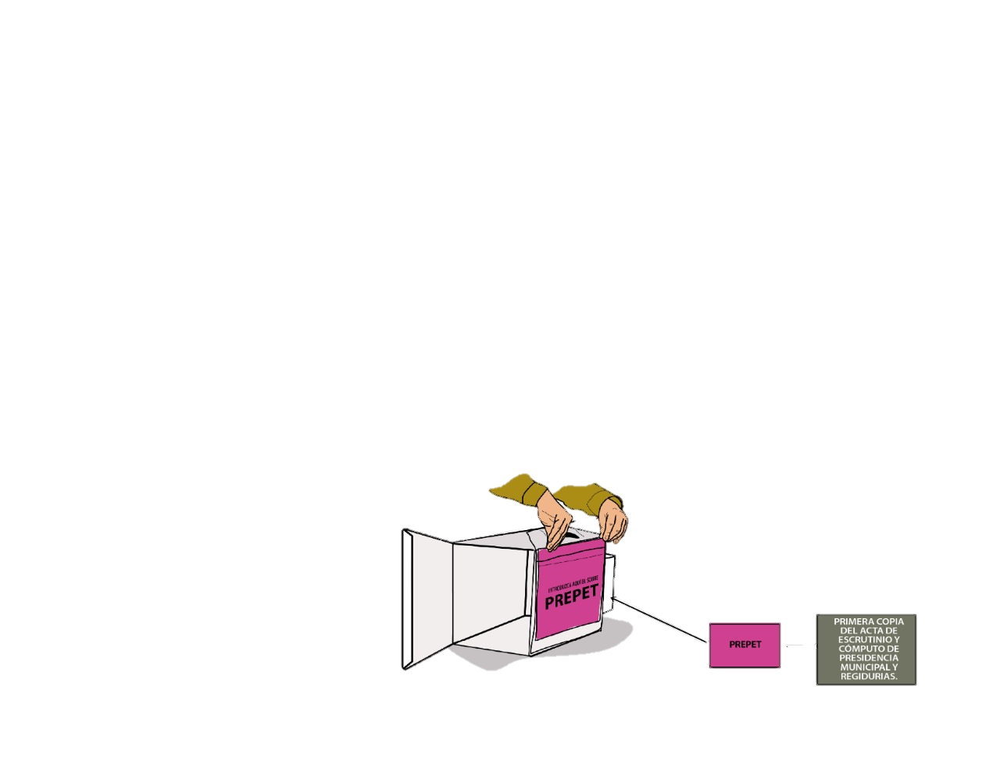 INTRODUZCA AQUÍ EL SOBRE
PREPET
PREPET
PRIMERA COPIA
DEL ACTA DE
ESCRUTINIO Y
CÓMPUTO DE
PRESIDENCIA
MUNICIPAL Y
REGIDURIAS.